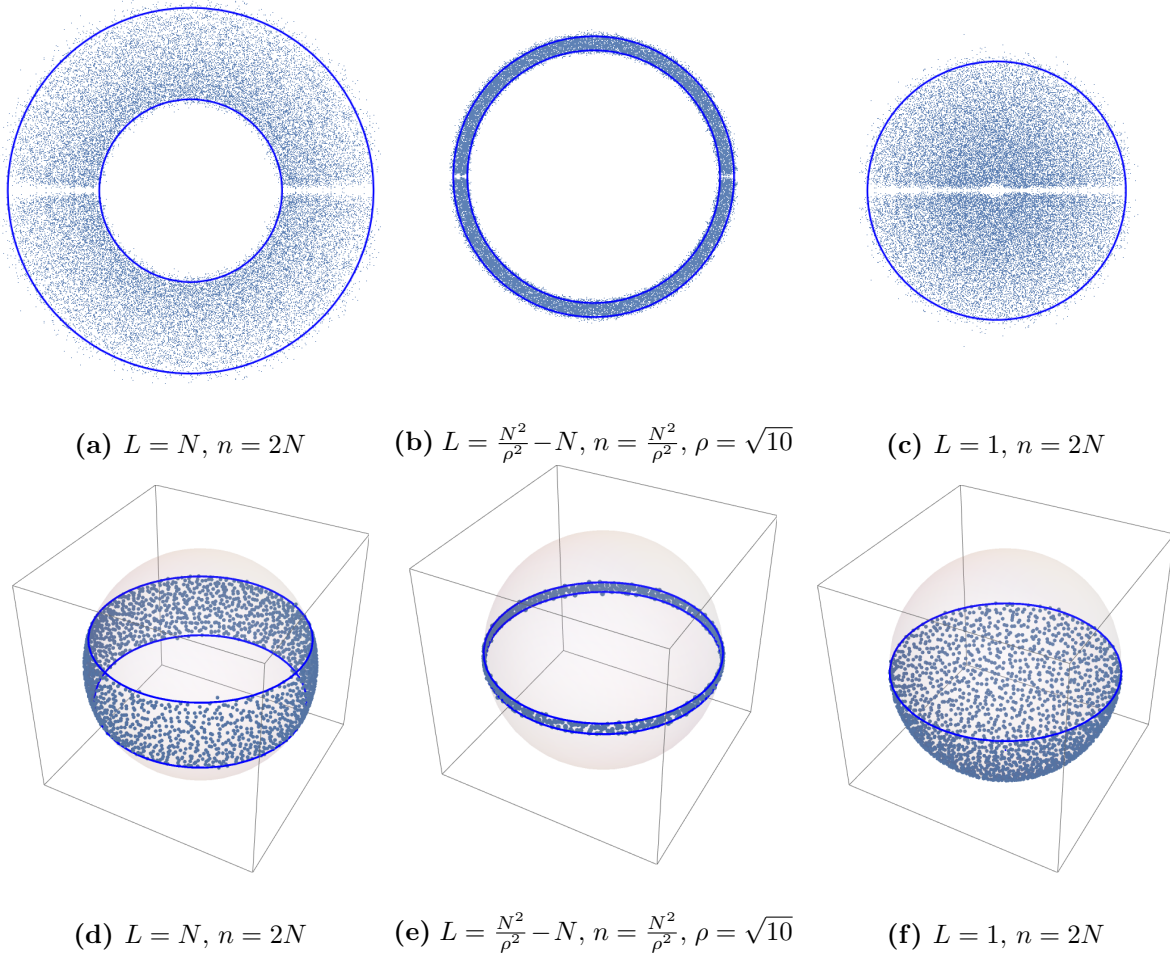 (a) L = N, n = 2N
(b) L = N²/ρ² − N, n = N²/ρ², ρ = √10
(c) L = 1, n = 2N
(d) L = N, n = 2N
(e) L = N²/ρ² − N, n = N²/ρ², ρ = √10
(f) L = 1, n = 2N